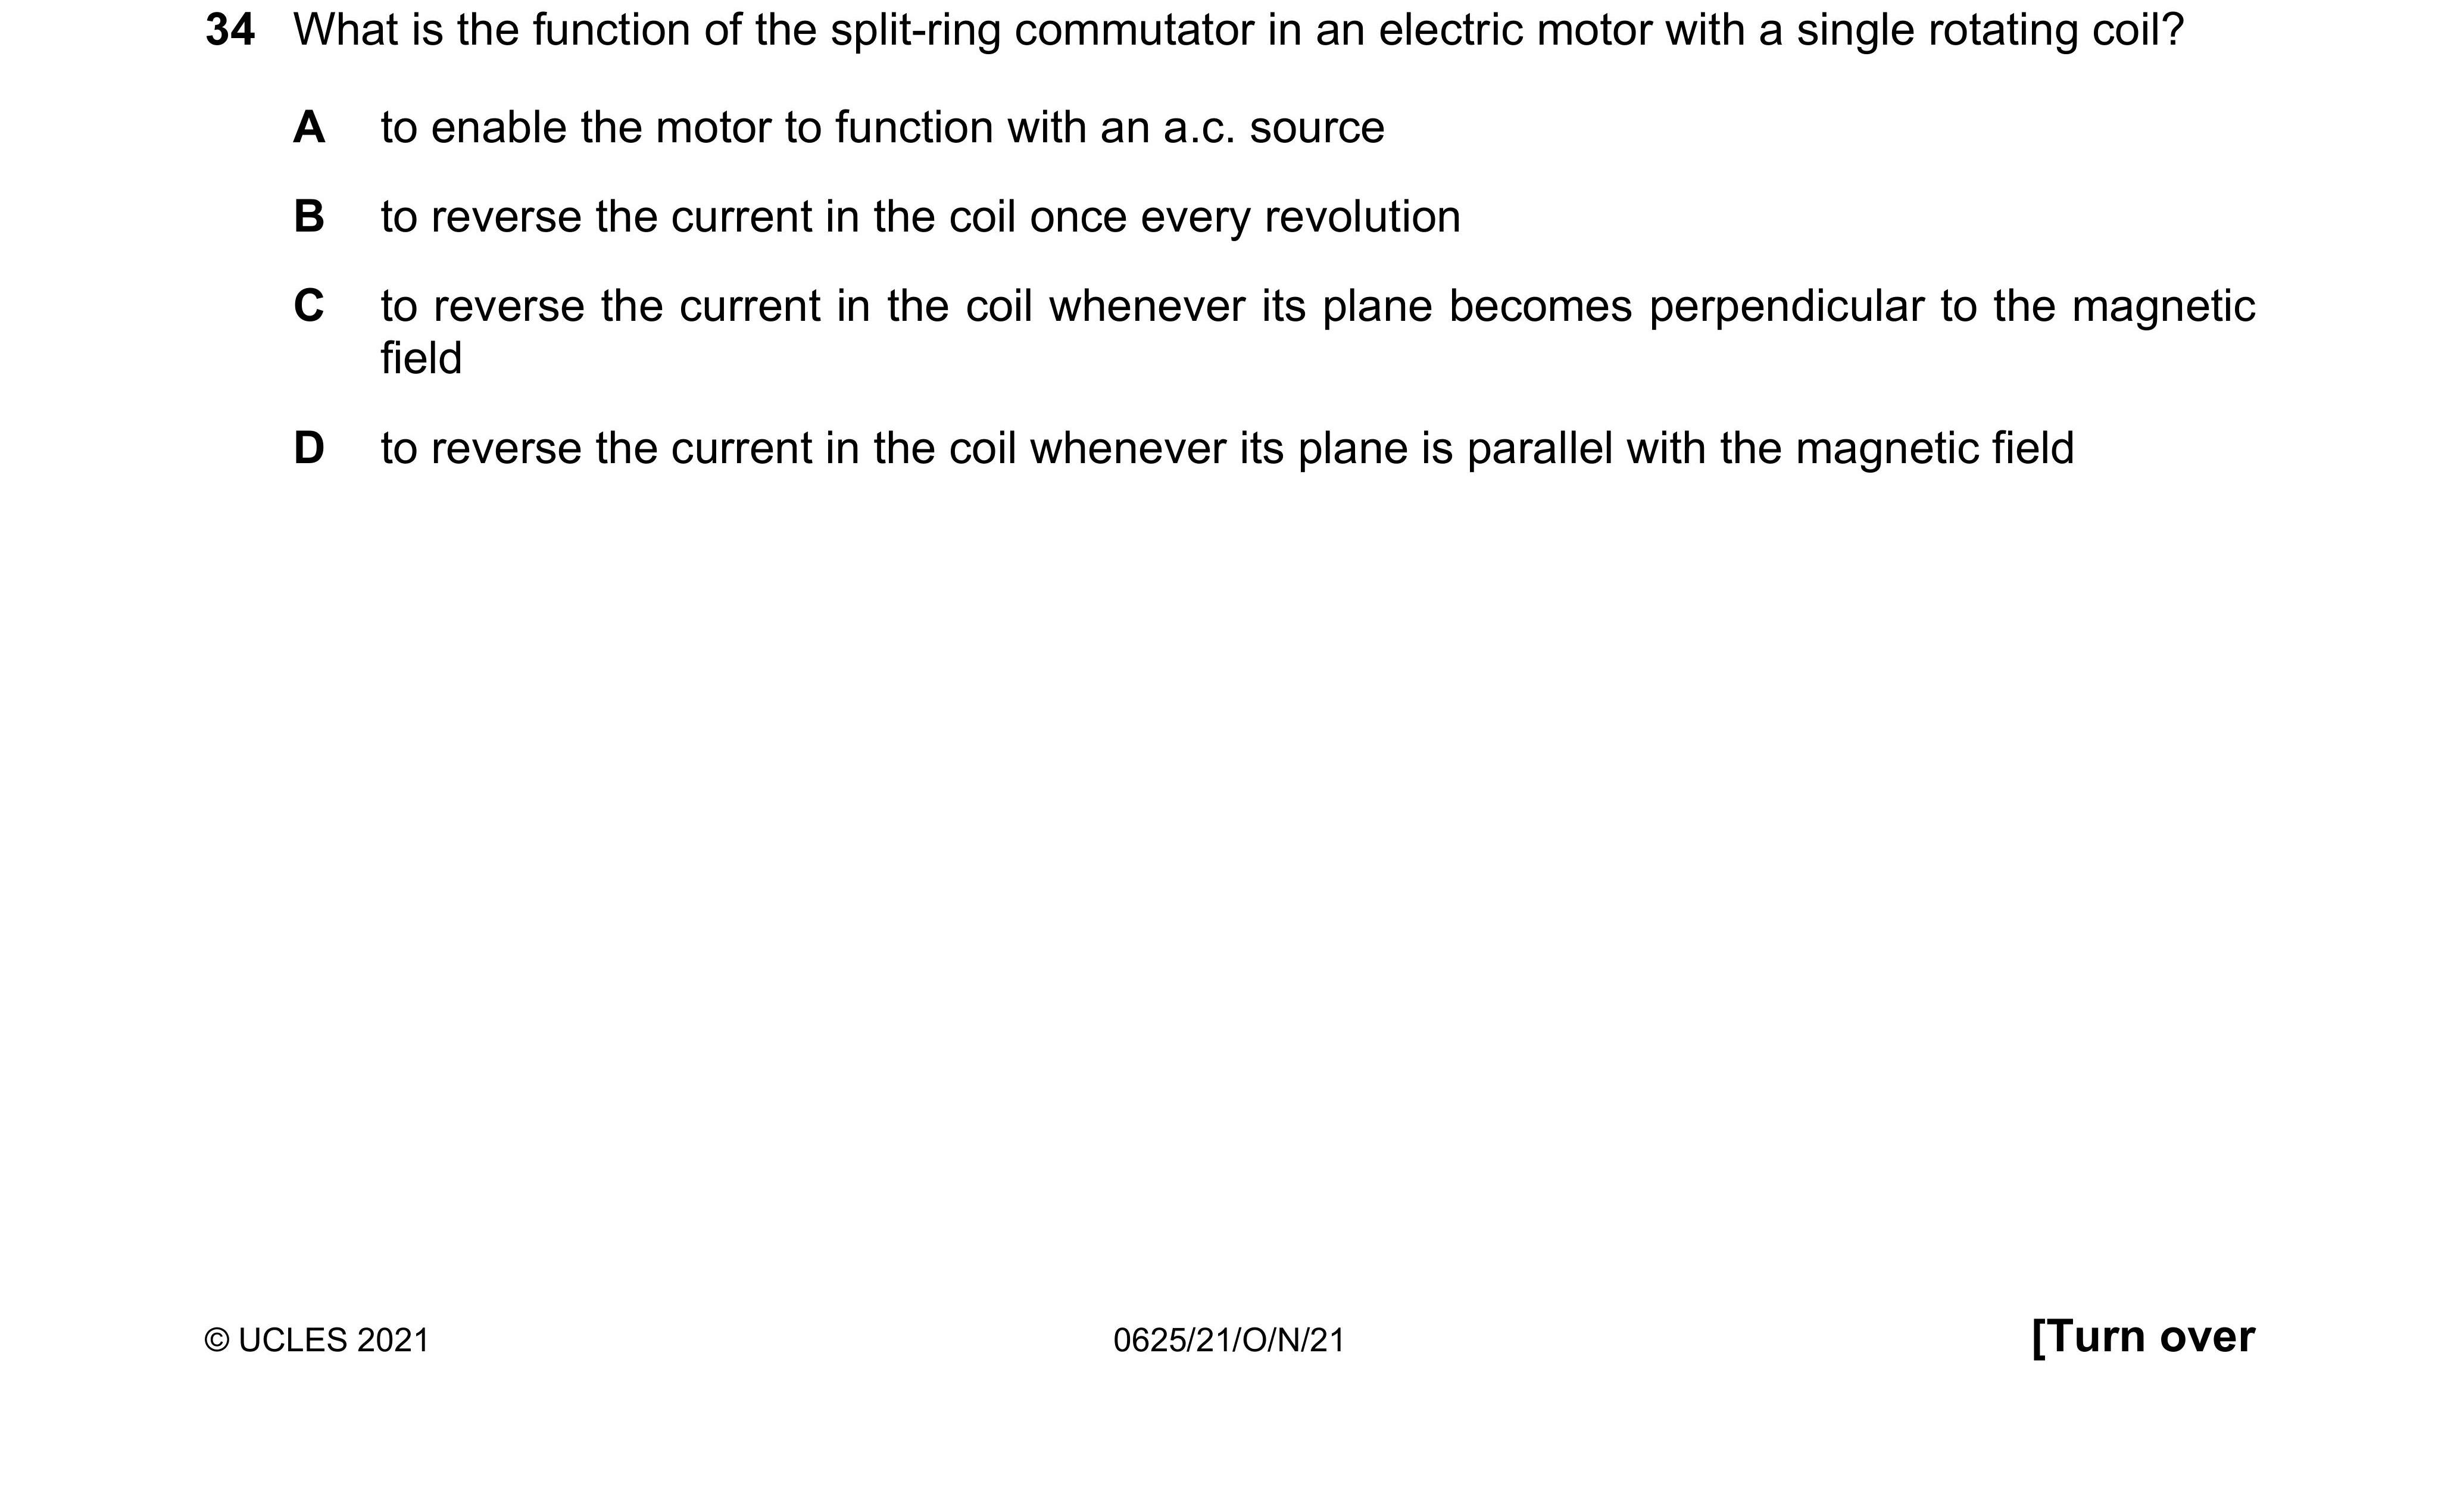 34 What is the function of the split-ring commutator in an electric motor with a single rotating coil?
A to enable the motor to function with an a.c. source
B to reverse the current in the coil once every revolution
C to reverse the current in the coil whenever its plane becomes perpendicular to the magnetic
field
D to reverse the current in the coil whenever its plane is parallel with the magnetic field
© UCLES 2021 0625/21/O/N/21 [Turn over